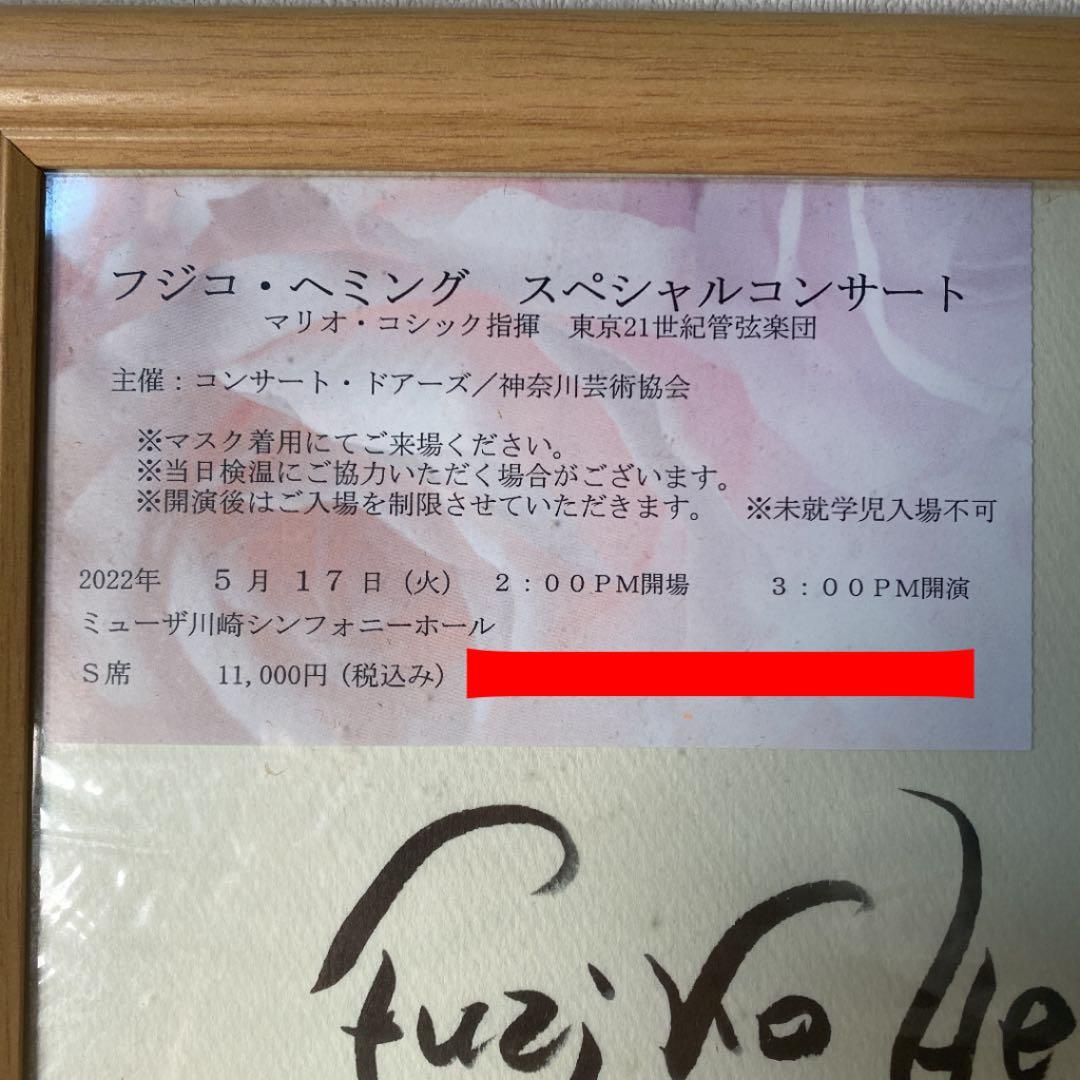 フジコ・ヘミング　スペシャルコンサート
マリオ・コシック指揮　東京21世紀管弦楽団
主催：コンサート・ドアーズ／神奈川芸術協会
※マスク着用にてご来場ください。
※当日検温にご協力いただく場合がございます。
※開演後はご入場を制限させていただきます。　※未就学児入場不可
2022年　５月１７日（火）　２：００ＰＭ開場　３：００ＰＭ開演
ミューザ川崎シンフォニーホール
Ｓ席　11,000円（税込み）
Fuzjko He